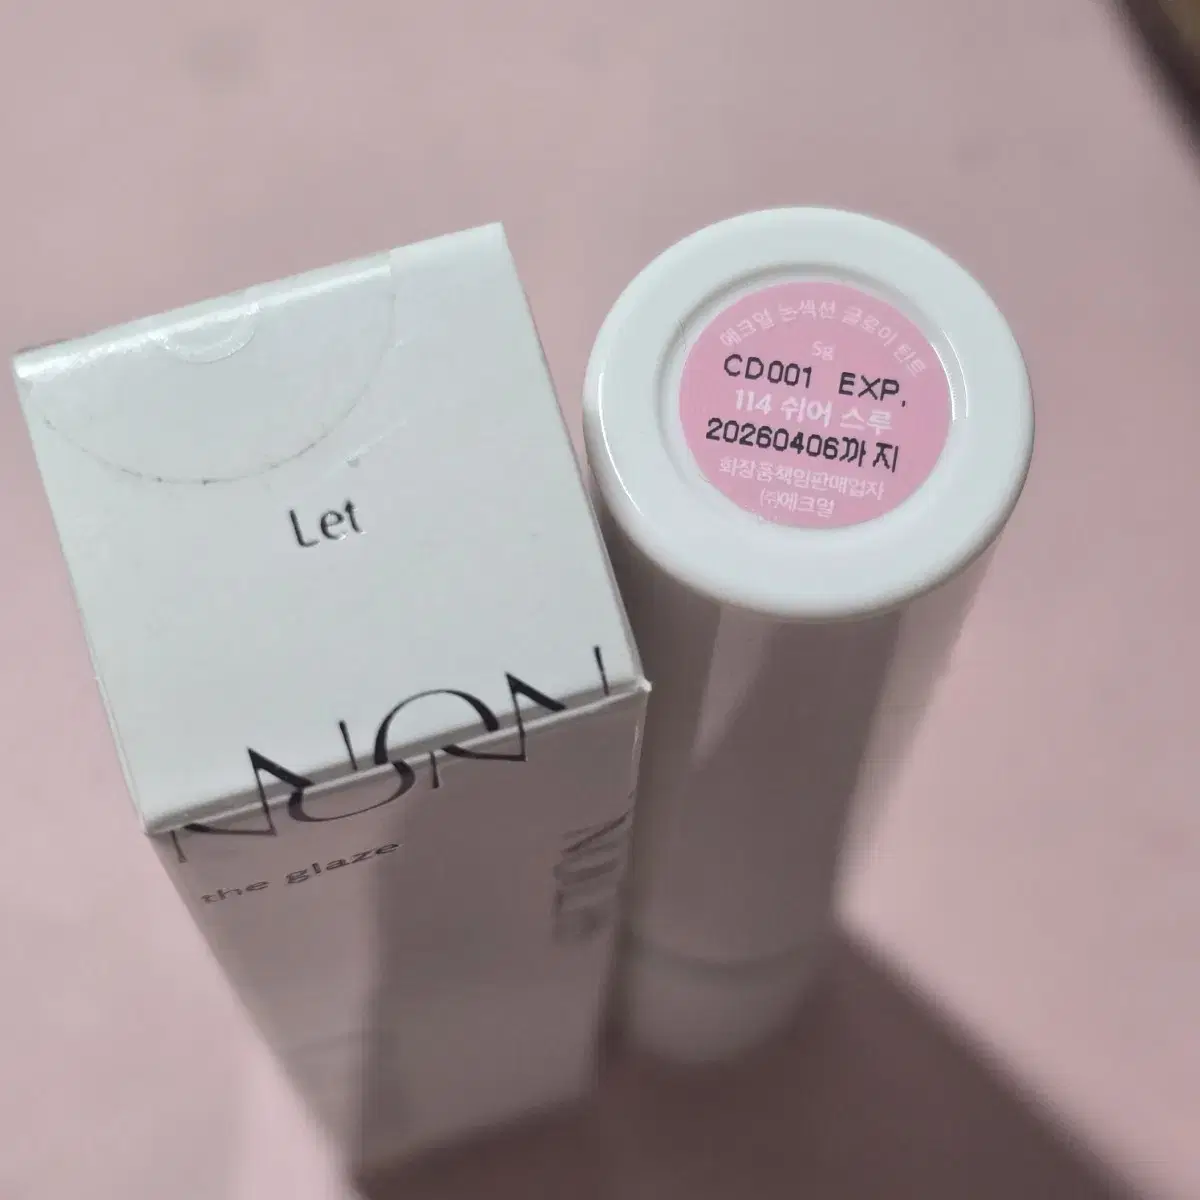 Let
NON
the glaze
에크멀 논섹션 글로이 틴트
5g
CD001 EXP.
114 쉬어 스루
20260406까지
화장품책임판매업자
(주)에크멀